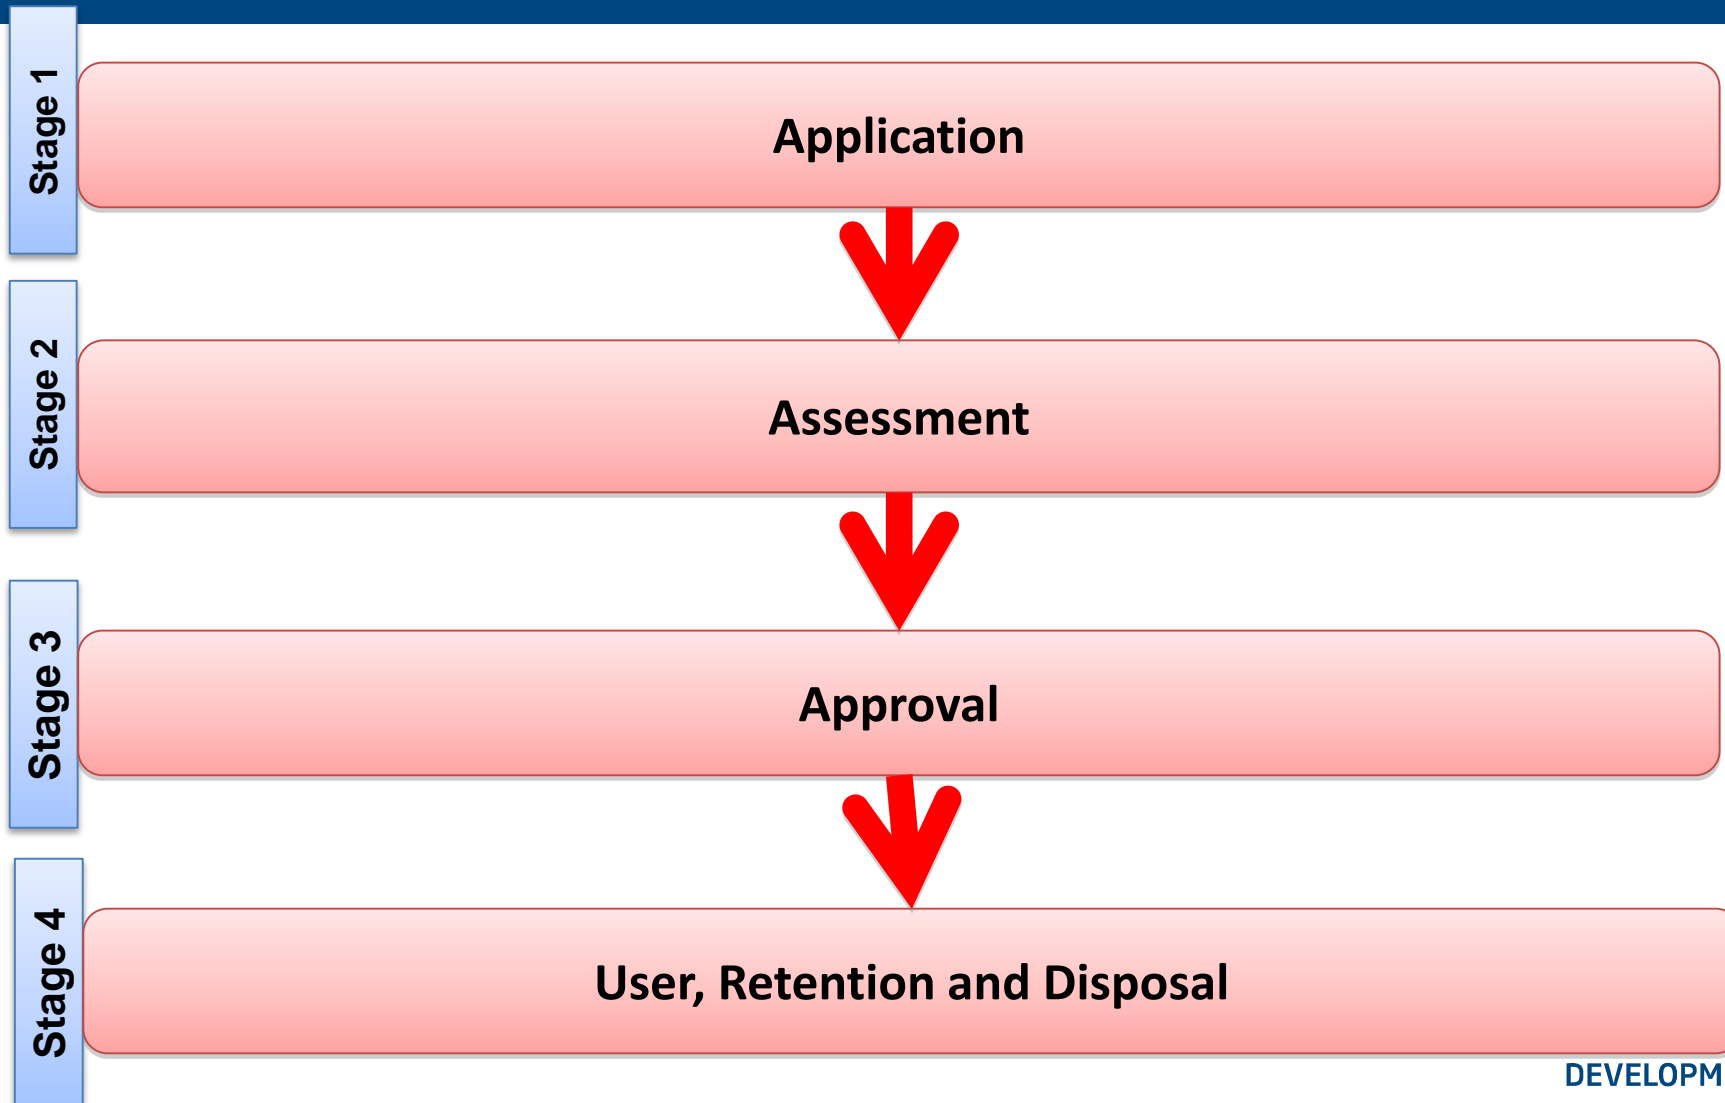 Stage 1
Application
Stage 2
Assessment
Stage 3
Approval
Stage 4
User, Retention and Disposal
DEVELOPM